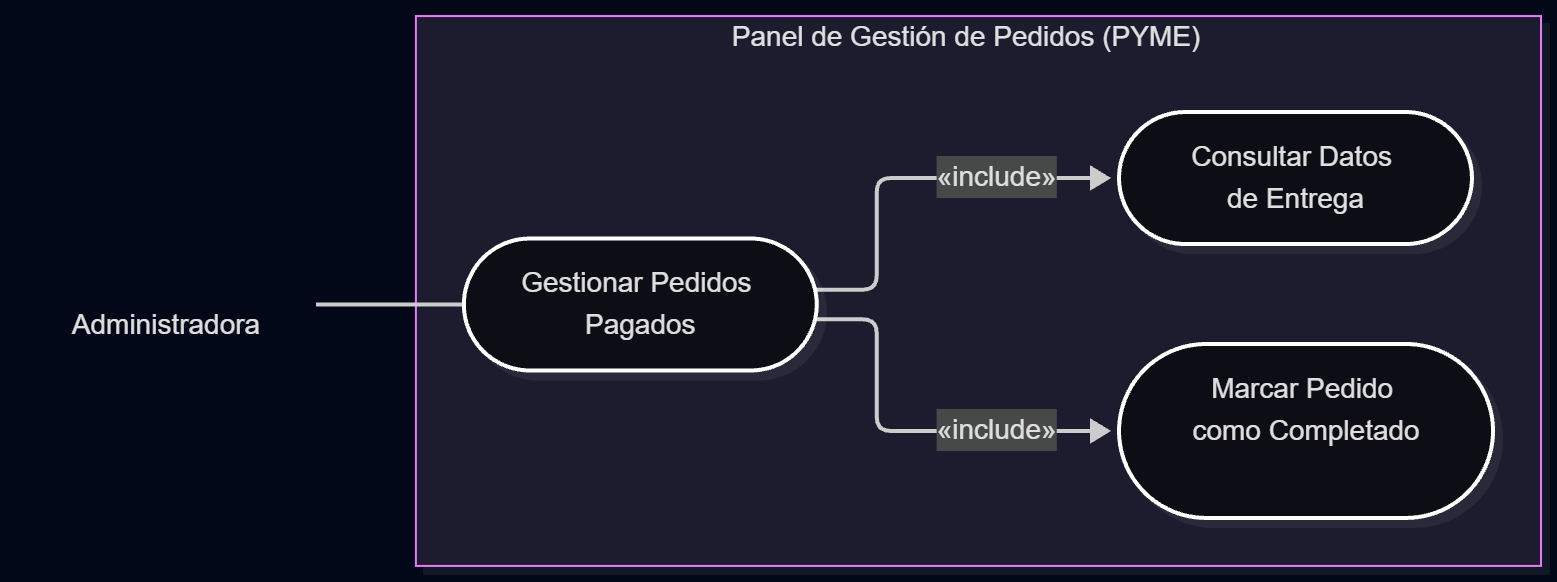 Panel de Gestión de Pedidos (PYME)
Administradora
Gestionar Pedidos
Pagados
«include»
Consultar Datos
de Entrega
«include»
Marcar Pedido
como Completado